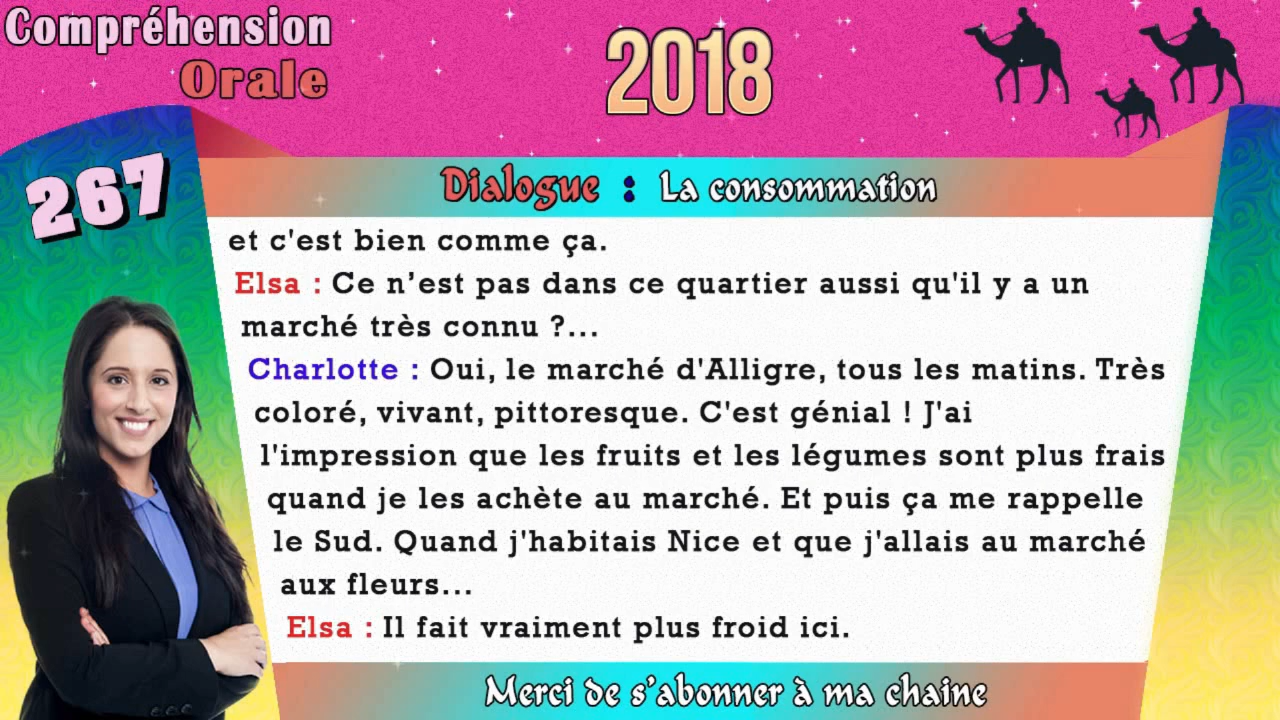 Compréhension
Orale
2018
267
Dialogue : La consommation
et c'est bien comme ça.
Elsa : Ce n’est pas dans ce quartier aussi qu'il y a un
marché très connu ?...
Charlotte : Oui, le marché d'Alligre, tous les matins. Très
coloré, vivant, pittoresque. C'est génial ! J'ai
l'impression que les fruits et les légumes sont plus frais
quand je les achète au marché. Et puis ça me rappelle
le Sud. Quand j'habitais Nice et que j'allais au marché
aux fleurs...
Elsa : Il fait vraiment plus froid ici.
Merci de s’abonner à ma chaine